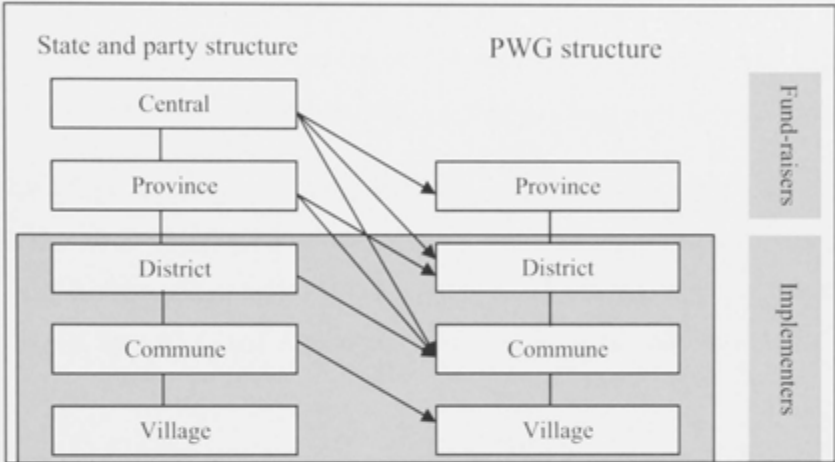 State and party structure
PWG structure
Central
Fund-raisers
Province
Province
District
District
Implementers
Commune
Commune
Village
Village